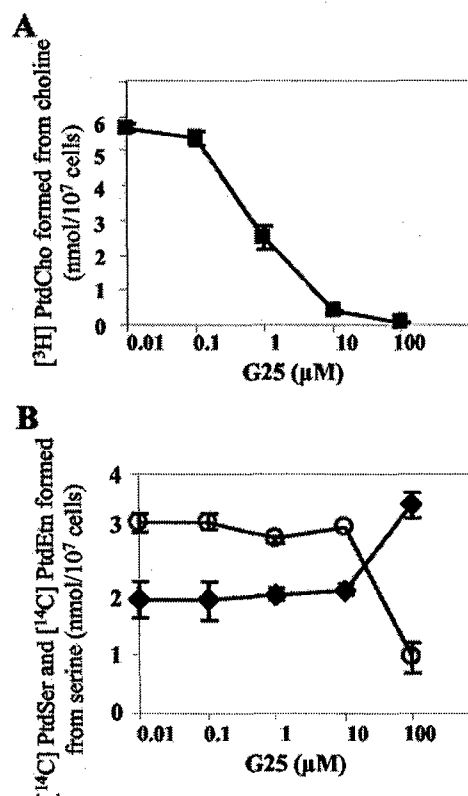 A
[³H] PtdCho formed from choline
(nmol/10⁷ cells)
6
5
4
3
2
1
0
0.01 0.1 1 10 100
G25 (µM)
B
[¹⁴C] PtdSer and [¹⁴C] PtdEtn formed
from serine (nmol/10⁷ cells)
4
3
2
1
0
0.01 0.1 1 10 100
G25 (µM)